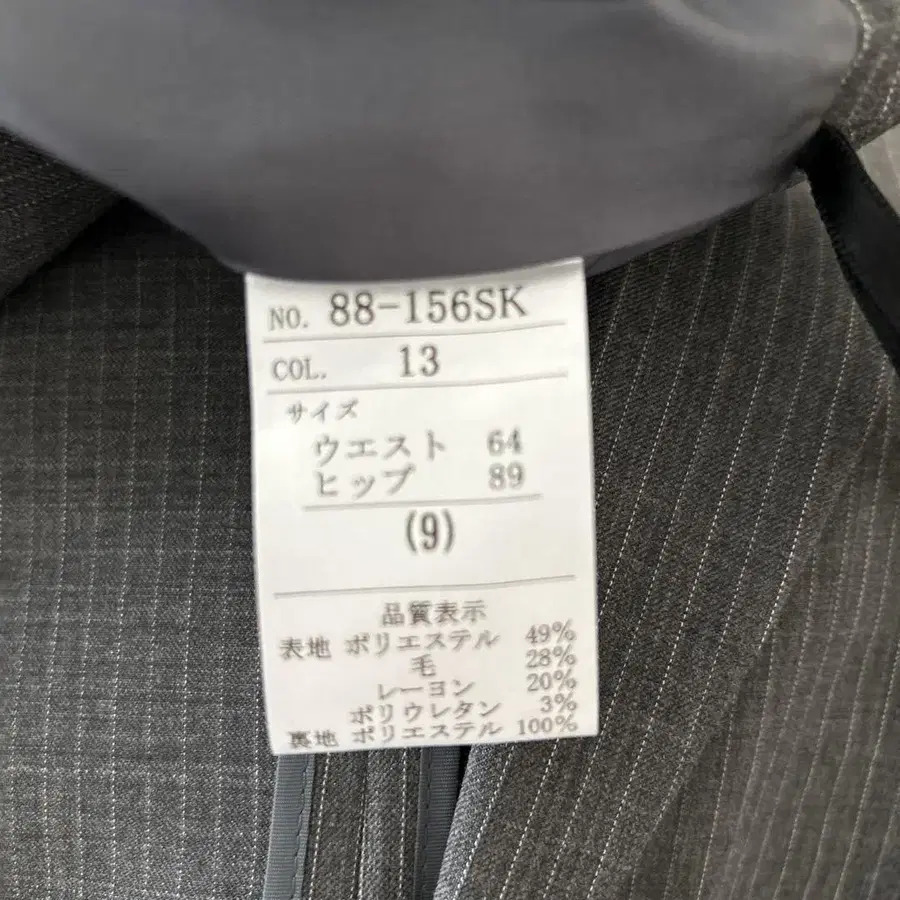 NO. 88-156SK
COL. 13
サイズ
ウエスト 64
ヒップ 89
(9)
品質表示
表地 ポリエステル 49%
毛 28%
レーヨン 20%
ポリウレタン 3%
裏地 ポリエステル 100%